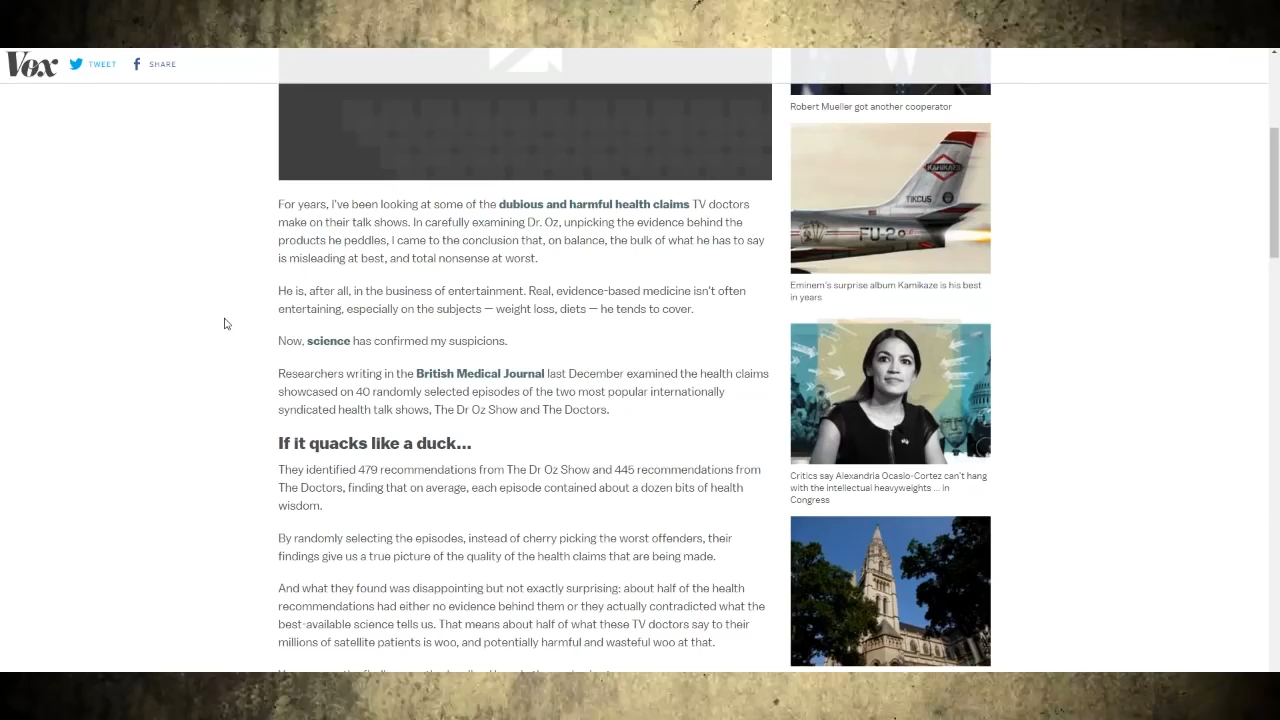 Vox
TWEET
SHARE
For years, I've been looking at some of the dubious and harmful health claims TV doctors
make on their talk shows. In carefully examining Dr. Oz, unpicking the evidence behind the
products he peddles, I came to the conclusion that, on balance, the bulk of what he has to say
is misleading at best, and total nonsense at worst.
He is, after all, in the business of entertainment. Real, evidence-based medicine isn't often
entertaining, especially on the subjects — weight loss, diets — he tends to cover.
Now, science has confirmed my suspicions.
Researchers writing in the British Medical Journal last December examined the health claims
showcased on 40 randomly selected episodes of the two most popular internationally
syndicated health talk shows, The Dr Oz Show and The Doctors.
If it quacks like a duck...
They identified 479 recommendations from The Dr Oz Show and 445 recommendations from
The Doctors, finding that on average, each episode contained about a dozen bits of health
wisdom.
By randomly selecting the episodes, instead of cherry picking the worst offenders, their
findings give us a true picture of the quality of the health claims that are being made.
And what they found was disappointing but not exactly surprising: about half of the health
recommendations had either no evidence behind them or they actually contradicted what the
best-available science tells us. That means about half of what these TV doctors say to their
millions of satellite patients is woo, and potentially harmful and wasteful woo at that.
Robert Mueller got another cooperator
KAMIKAZE
TIKCUS
FU-2
Eminem's surprise album Kamikaze is his best
in years
Critics say Alexandria Ocasio-Cortez can't hang
with the intellectual heavyweights ... in
Congress